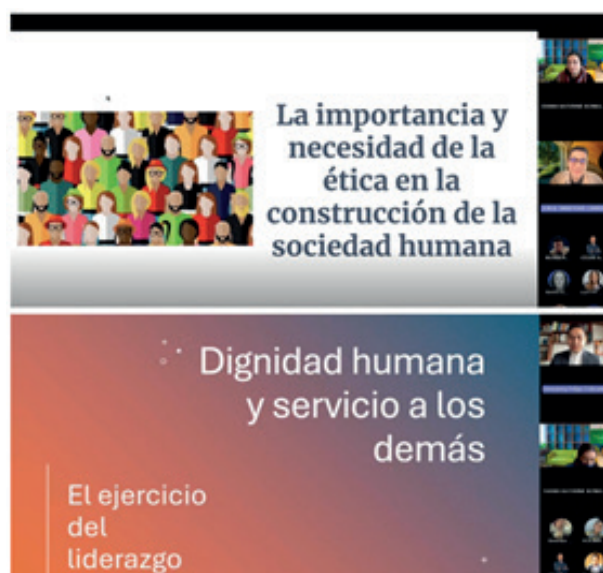 La importancia y
necesidad de la
ética en la
construcción de la
sociedad humana
Dignidad humana
y servicio a los
demás
El ejercicio
del
liderazgo